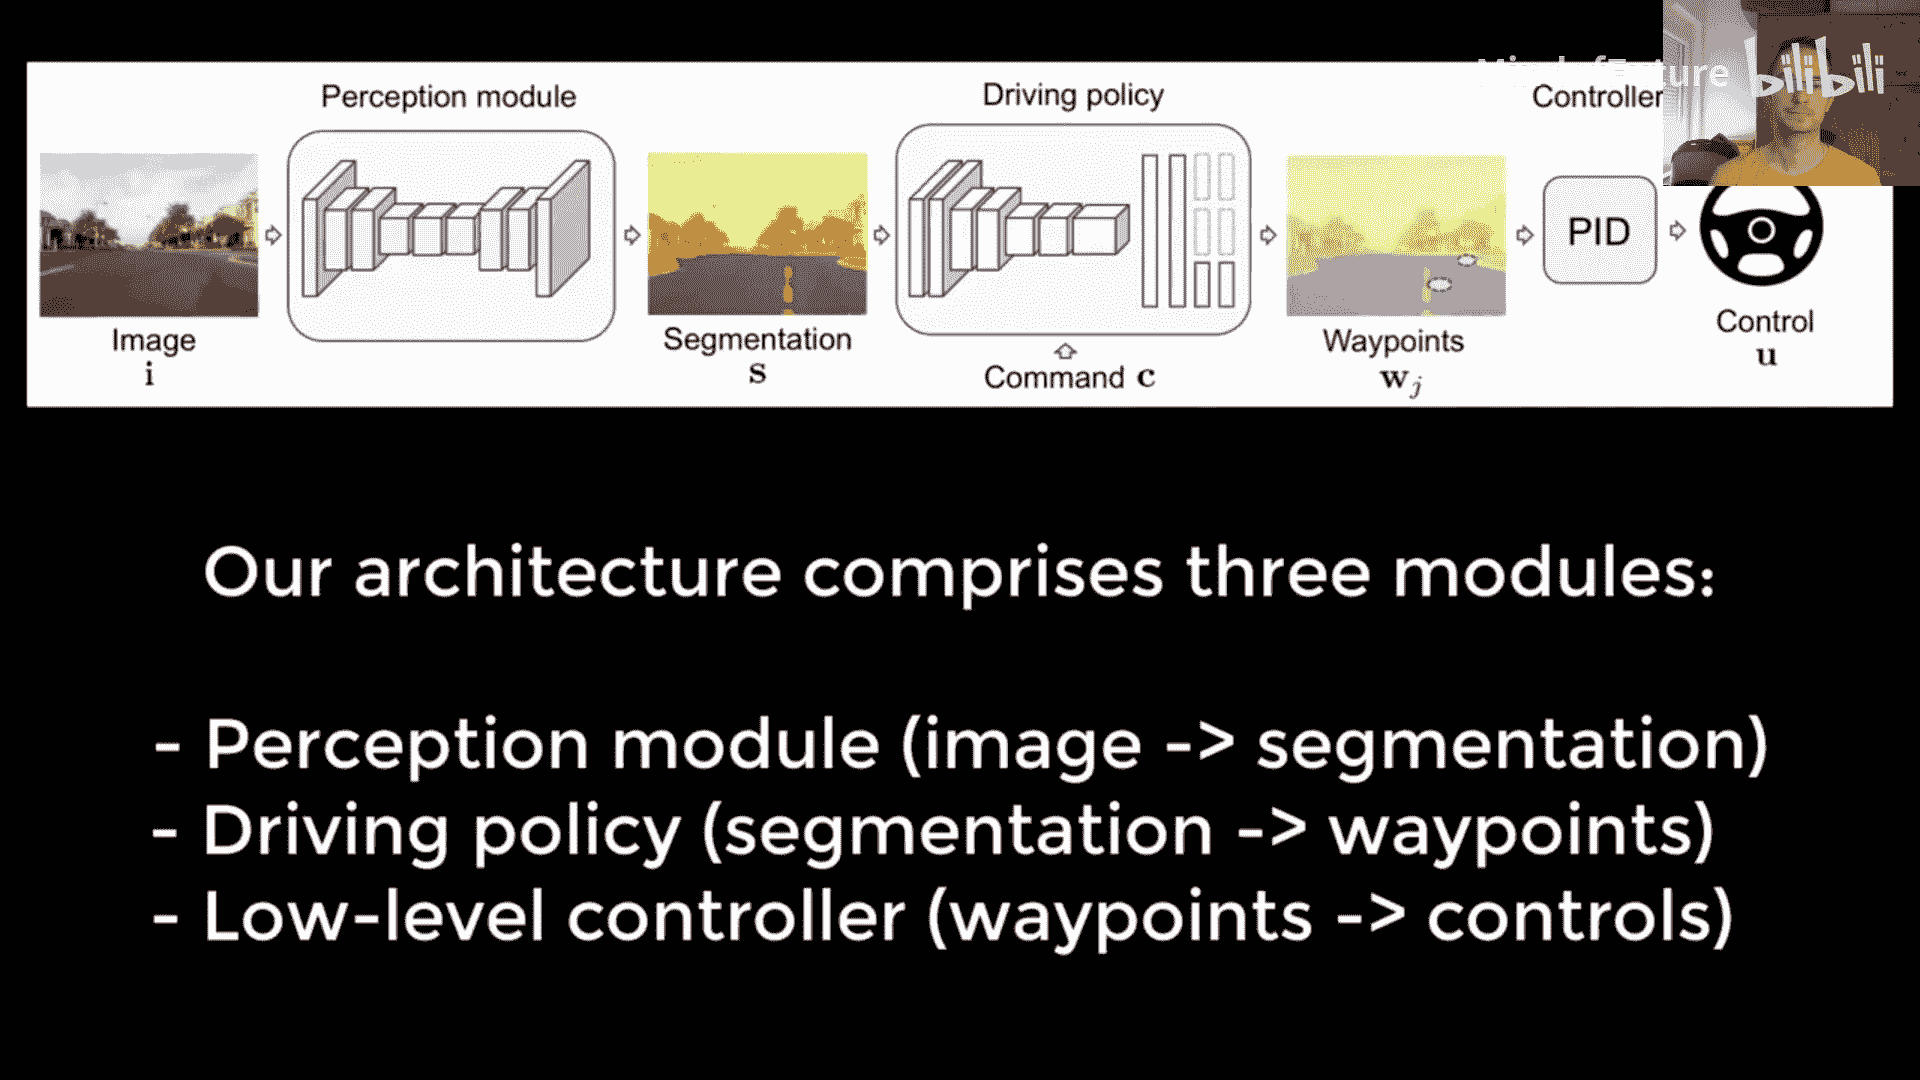 Perception module
Driving policy
Controller
bilibili
PID
Image
i
Segmentation
s
Command c
Waypoints
w_j
Control
u
Our architecture comprises three modules:
- Perception module (image -> segmentation)
- Driving policy (segmentation -> waypoints)
- Low-level controller (waypoints -> controls)